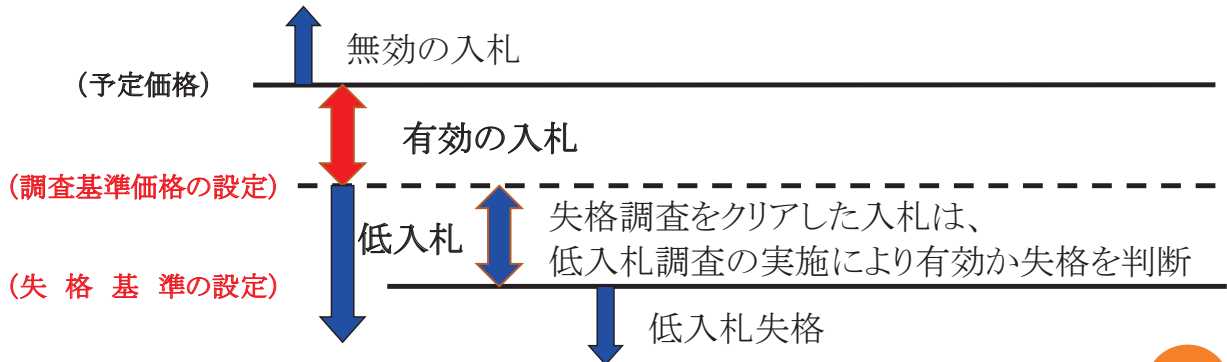 無効の入札
(予定価格)
有効の入札
(調査基準価格の設定)
低入札
失格調査をクリアした入札は、
低入札調査の実施により有効か失格を判断
(失 格 基 準の設定)
低入札失格